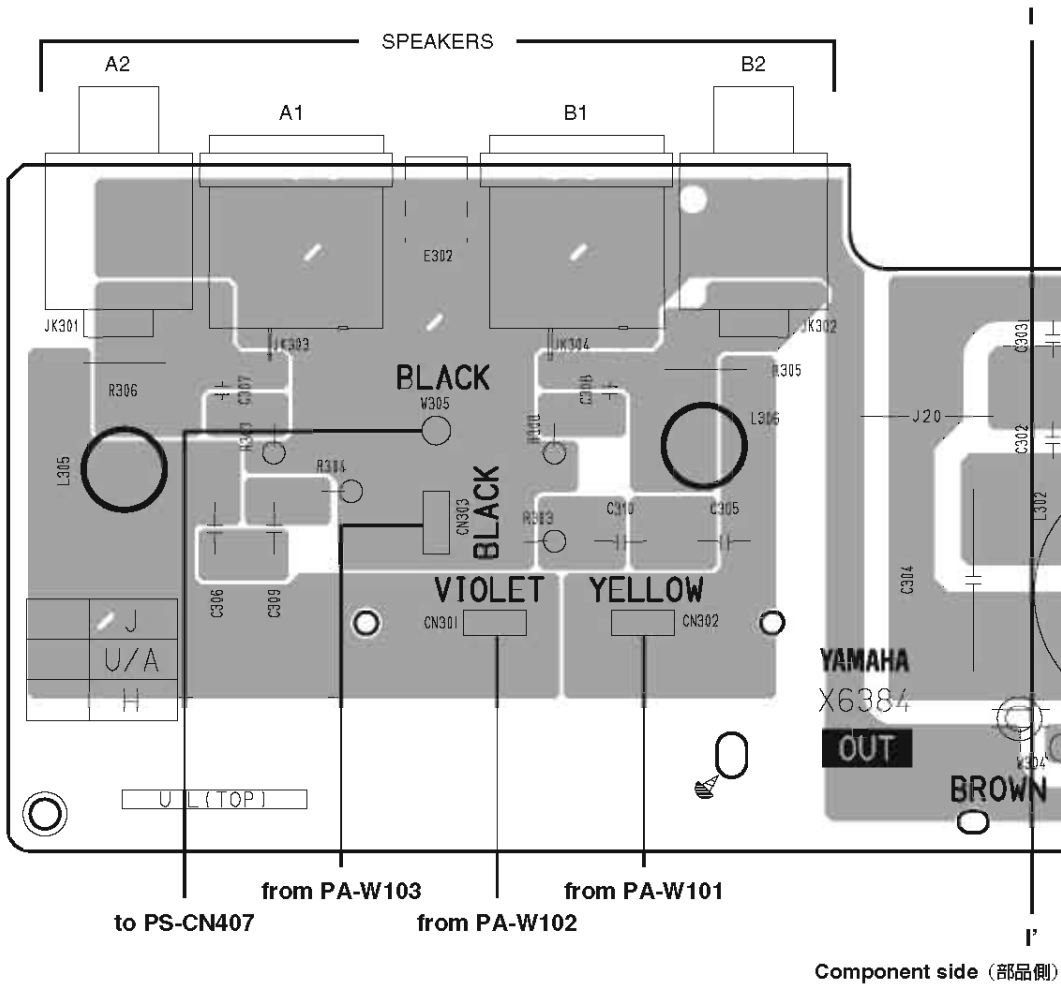 I
SPEAKERS
A2
B2
A1
B1
E302
JK301
JK303
JK304
JK302
C303
R306
C307
BLACK
C308
R305
W305
J20
L306
L305
R304
C302
CN303
BLACK
L302
R303
C310
C305
C304
C306
C309
VIOLET
YELLOW
CN301
CN302
J
U/A
H
YAMAHA
X6384
OUT
W304
BROWN
from PA-W103
from PA-W101
to PS-CN407
from PA-W102
I’
Component side（部品側）